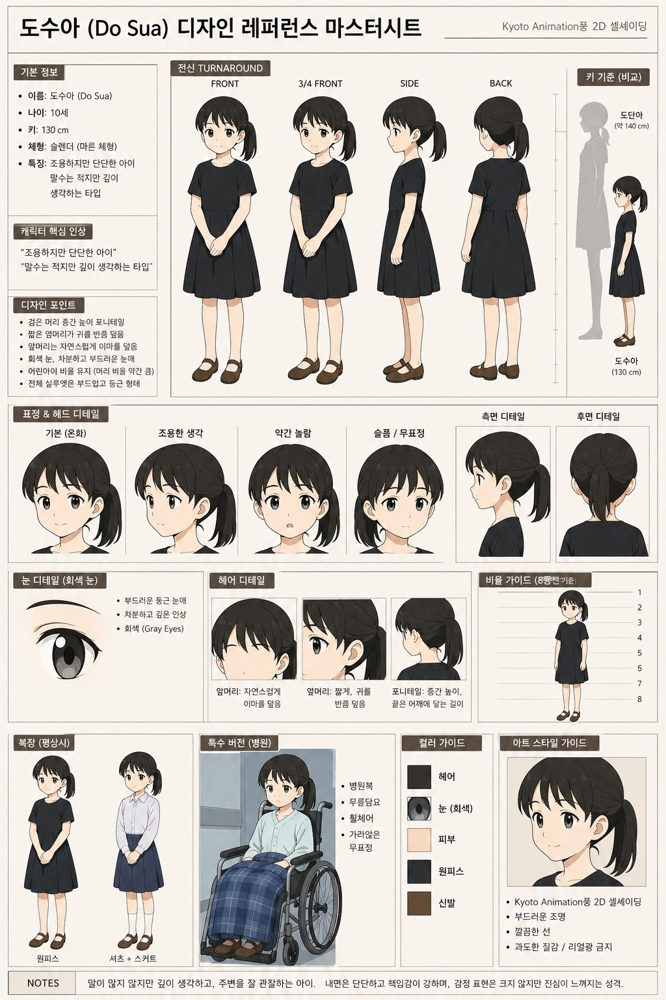 도수아 (Do Sua) 디자인 레퍼런스 마스터시트
Kyoto Animation풍 2D 셀셰이딩
기본 정보
• 이름: 도수아 (Do Sua)
• 나이: 10세
• 키: 130 cm
• 체형: 슬렌더 (마른 체형)
• 특징: 조용하지만 단단한 아이
말수는 적지만 깊이
생각하는 타입
캐릭터 핵심 인상
“조용하지만 단단한 아이”
“말수는 적지만 깊이 생각하는 타입”
디자인 포인트
• 검은 머리 중간 높이 포니테일
• 짧은 옆머리가 귀를 반쯤 덮음
• 앞머리는 자연스럽게 이마를 덮음
• 회색 눈, 차분하고 부드러운 눈매
• 어린아이 비율 유지 (머리 비율 약간 큼)
• 전체 실루엣은 부드럽고 둥근 형태
전신 TURNAROUND
FRONT
3/4 FRONT
SIDE
BACK
키 기준 (비교)
도단아
(약 140 cm)
도수아
(130 cm)
표정 & 헤드 디테일
기본 (온화)
조용한 생각
약간 놀람
슬픔 / 무표정
측면 디테일
후면 디테일
눈 디테일 (회색 눈)
• 부드러운 둥근 눈매
• 차분하고 깊은 인상
• 회색 (Gray Eyes)
헤어 디테일
앞머리: 자연스럽게
이마를 덮음
옆머리: 짧게, 귀를
반쯤 덮음
포니테일: 중간 높이,
끝은 어깨에 닿는 길이
비율 가이드
1
2
3
4
5
5
7
8
복장 (평상시)
원피스
셔츠 + 스커트
특수 버전 (병원)
• 병원복
• 무릎담요
• 휠체어
• 가라앉은
무표정
컬러 가이드
헤어
눈 (회색)
피부
원피스
신발
아트 스타일 가이드
• Kyoto Animation풍 2D 셀셰이딩
• 부드러운 조명
• 깔끔한 선
• 과도한 질감 / 리얼광 금지
NOTES
말이 많지 않지만 깊이 생각하고, 주변을 잘 관찰하는 아이. 내면은 단단하고 책임감이 강하며, 감정 표현은 크지 않지만 진심이 느껴지는 성격.